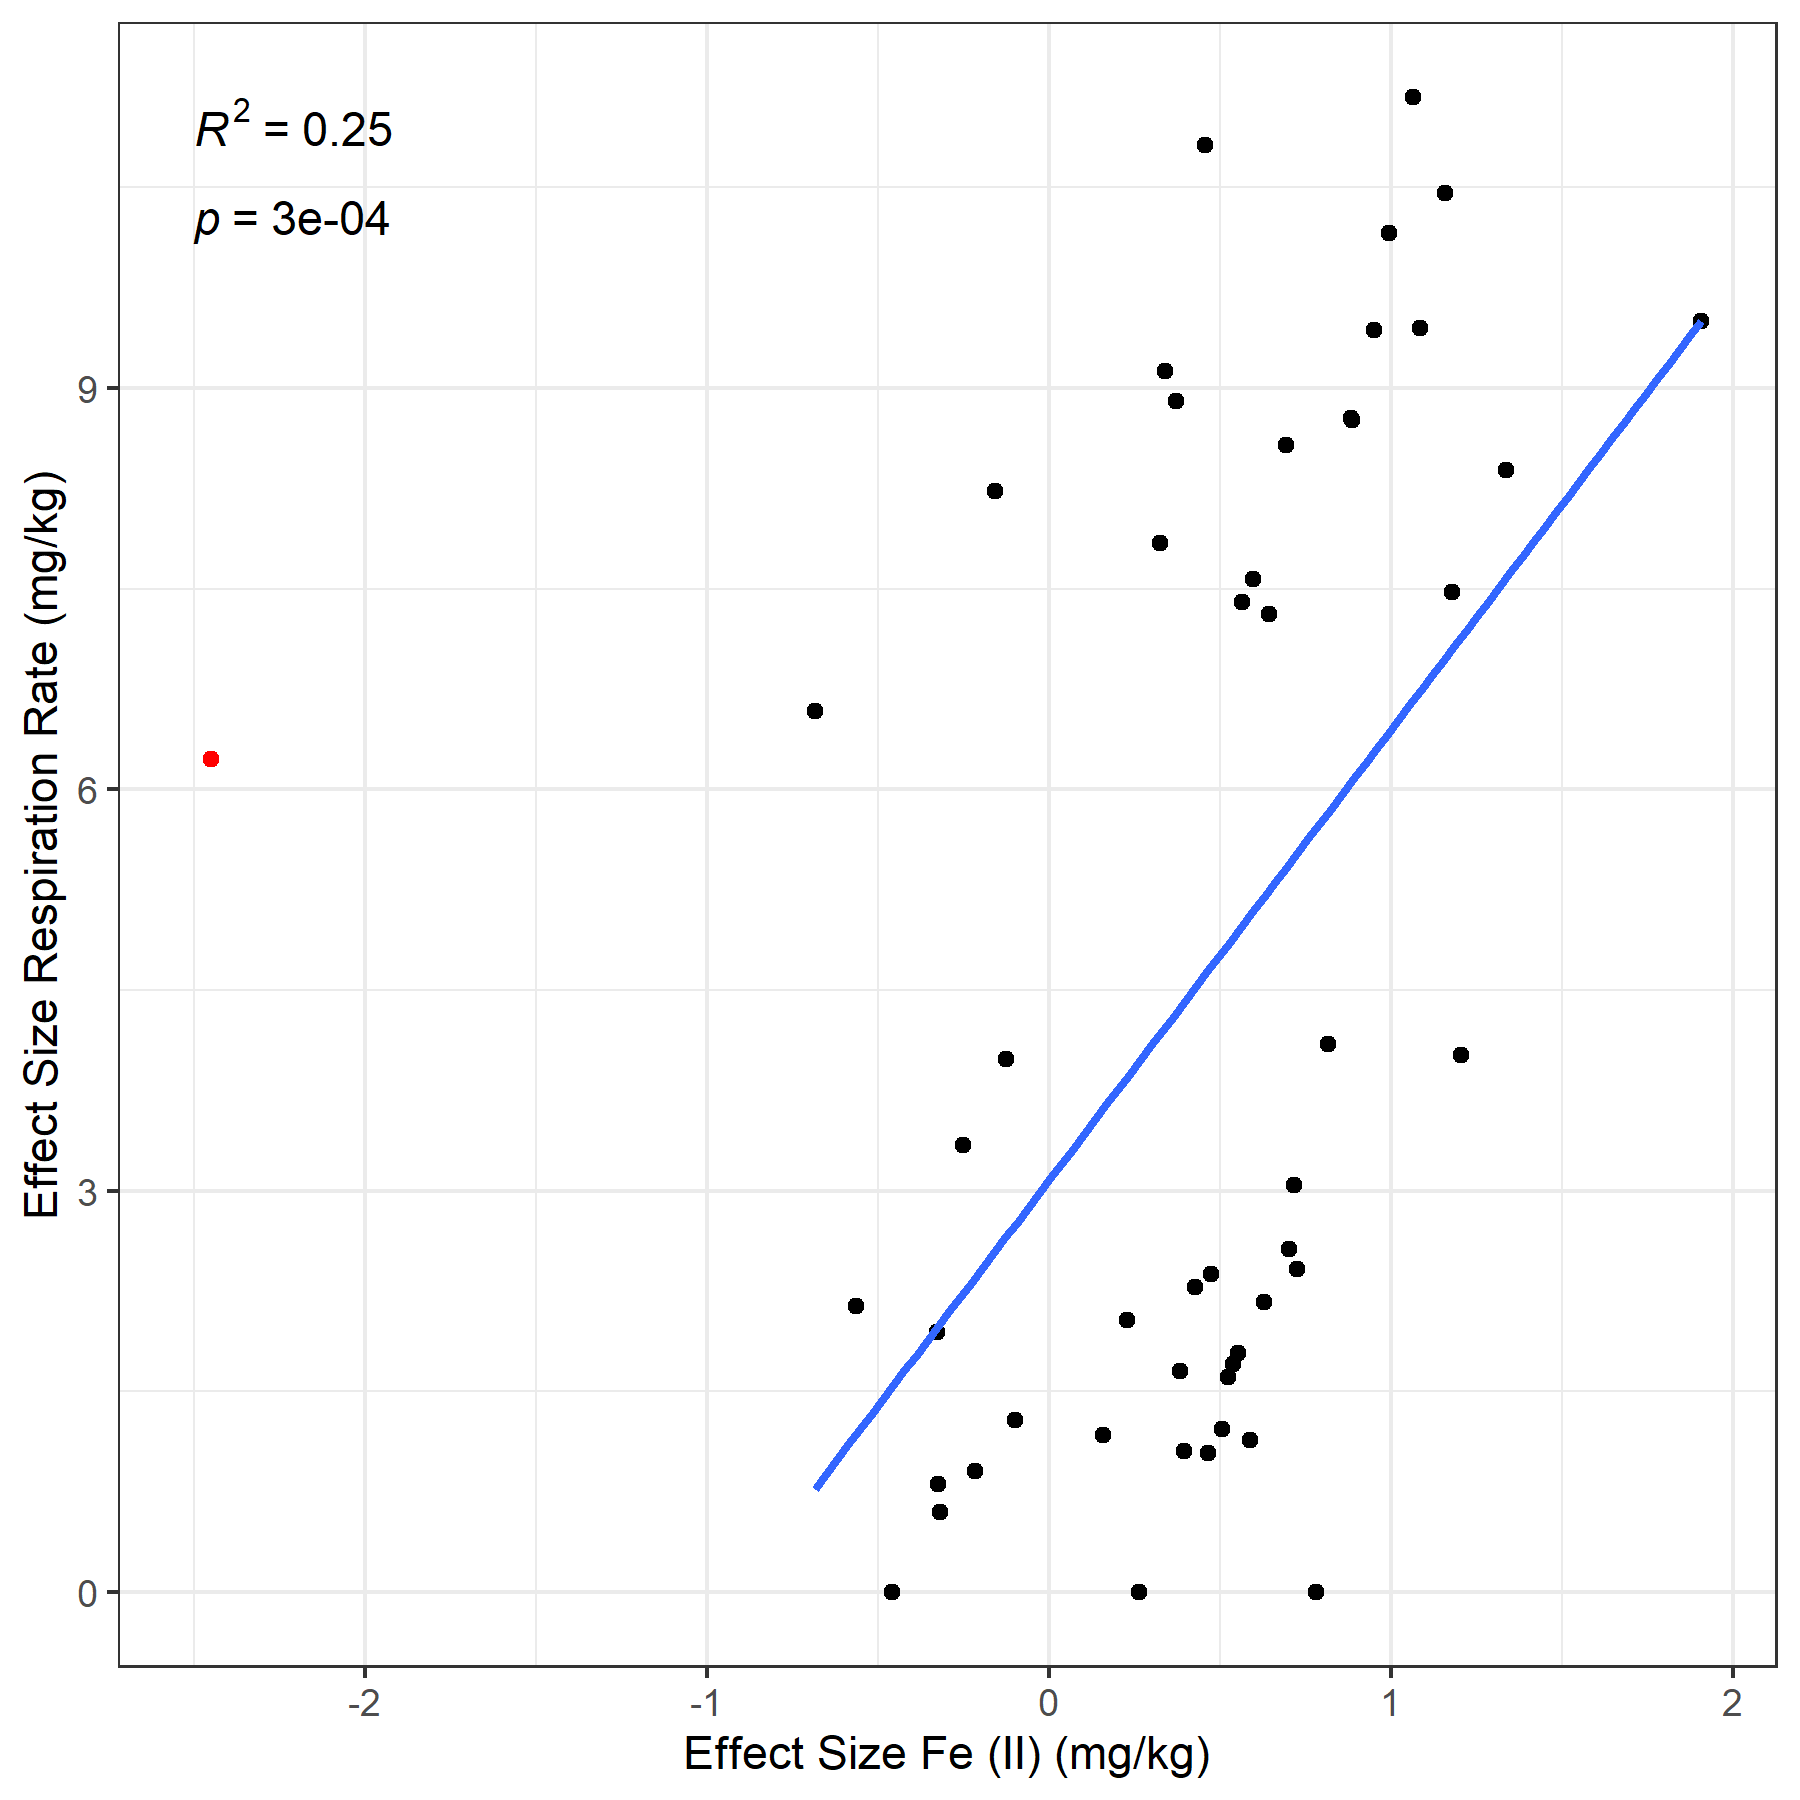 R² = 0.25
p = 3e-04
Effect Size Respiration Rate (mg/kg)
9
6
3
0
-2 -1 0 1 2
Effect Size Fe (II) (mg/kg)